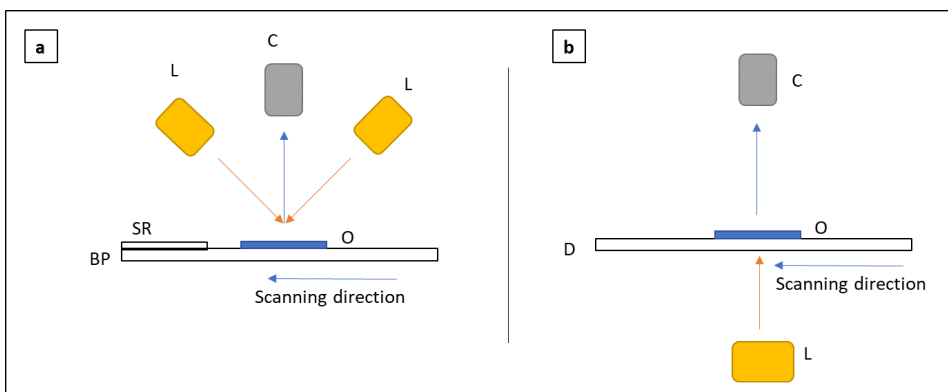 a
C
L
L
SR
O
BP
Scanning direction
b
C
O
D
Scanning direction
L